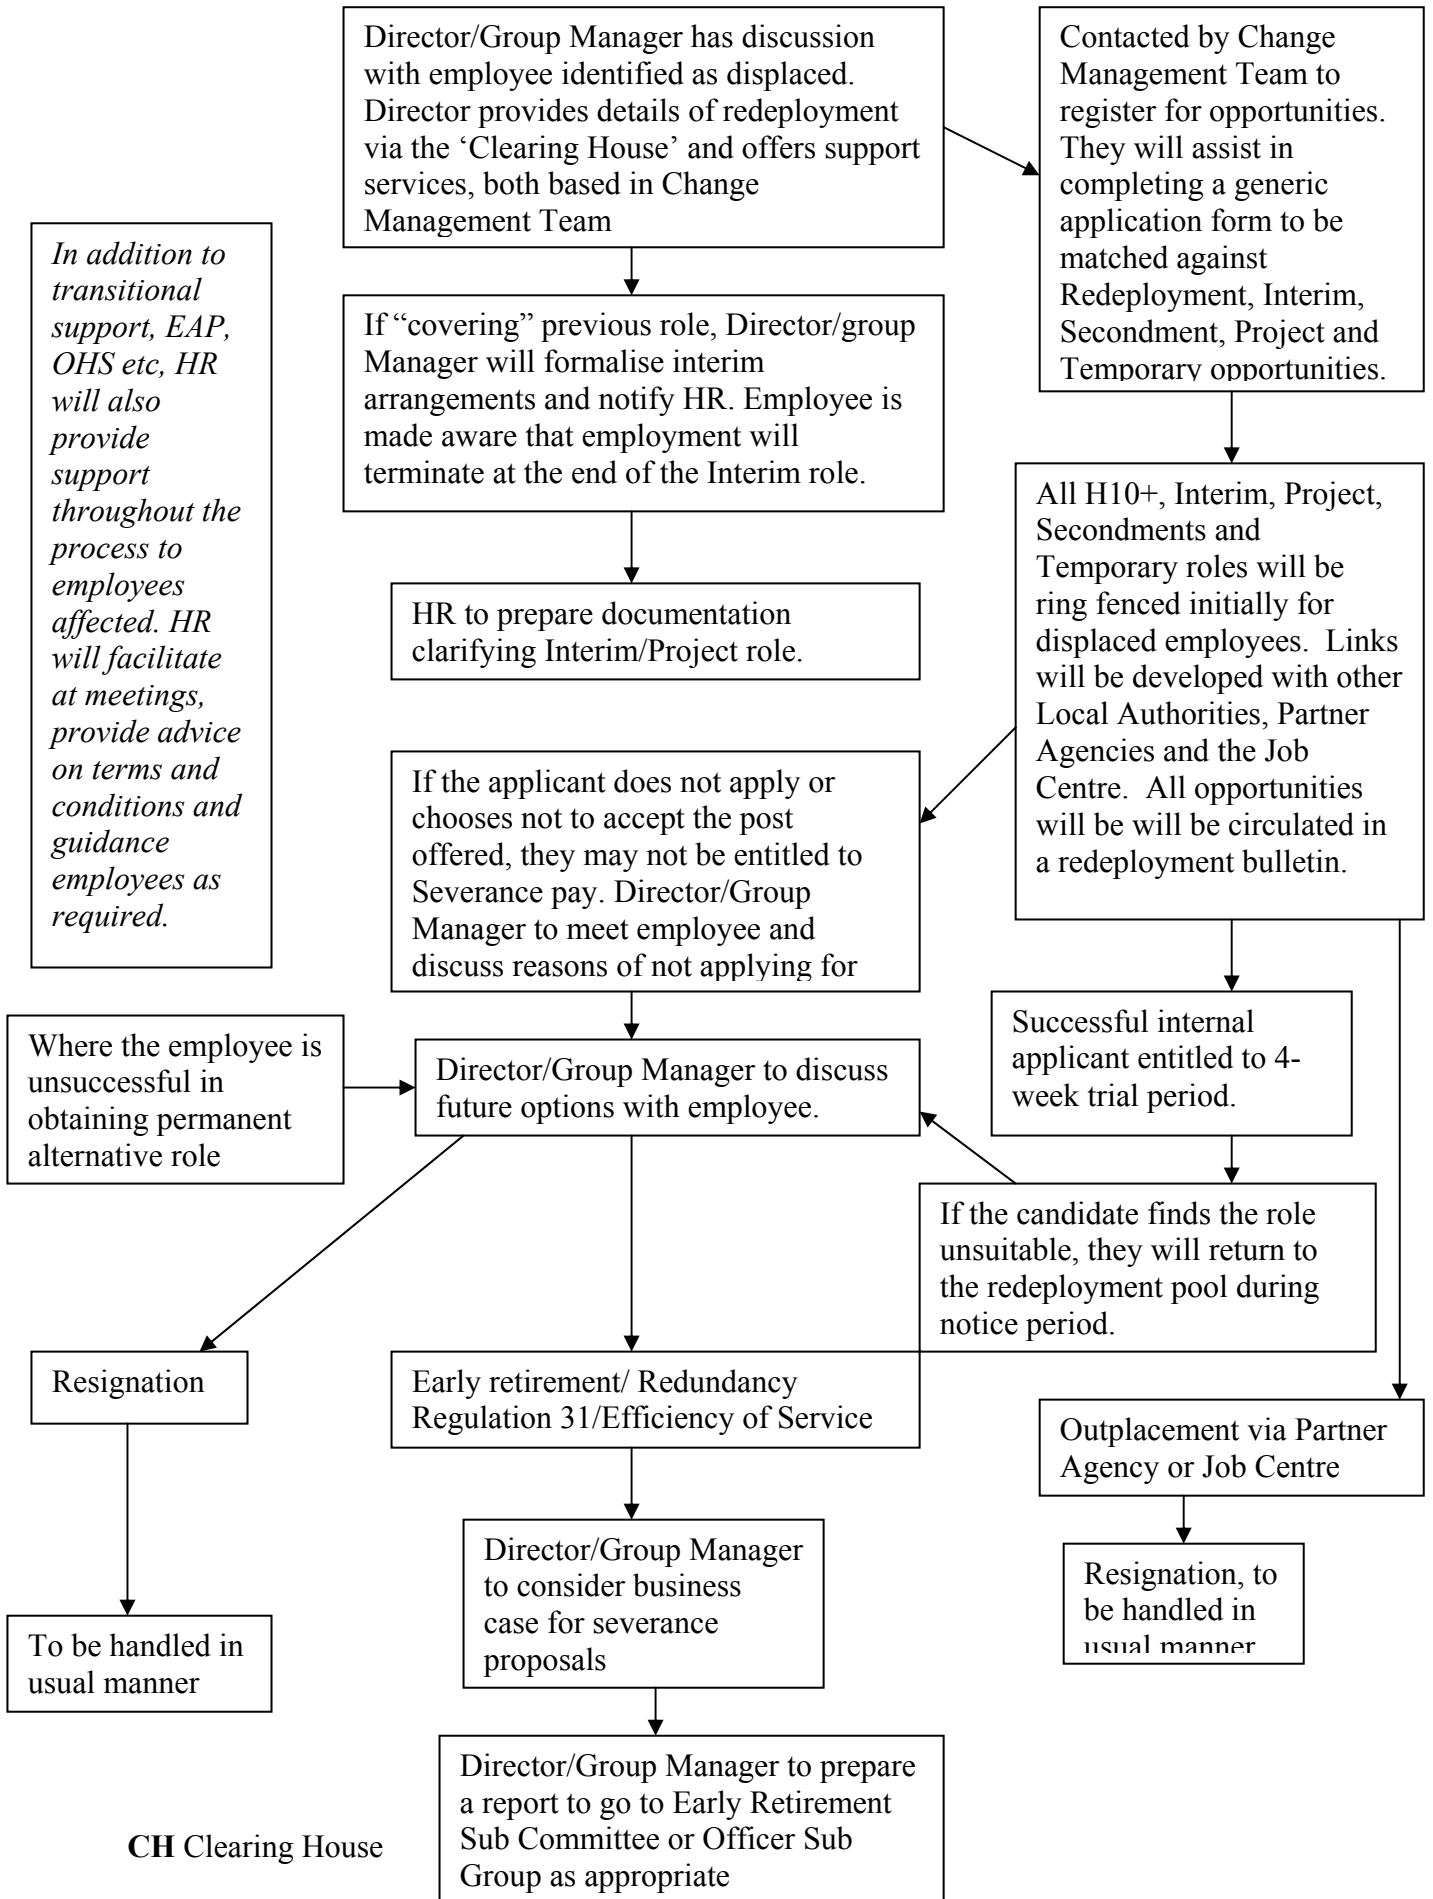 Director/Group Manager has discussion
with employee identified as displaced.
Director provides details of redeployment
via the ‘Clearing House’ and offers support
services, both based in Change
Management Team
Contacted by Change
Management Team to
register for opportunities.
They will assist in
completing a generic
application form to be
matched against
Redeployment, Interim,
Secondment, Project and
Temporary opportunities.
In addition to
transitional
support, EAP,
OHS etc, HR
will also
provide
support
throughout the
process to
employees
affected. HR
will facilitate
at meetings,
provide advice
on terms and
conditions and
guidance
employees as
required.
If “covering” previous role, Director/group
Manager will formalise interim
arrangements and notify HR. Employee is
made aware that employment will
terminate at the end of the Interim role.
All H10+, Interim, Project,
Secondments and
Temporary roles will be
ring fenced initially for
displaced employees.  Links
will be developed with other
Local Authorities, Partner
Agencies and the Job
Centre.  All opportunities
will be will be circulated in
a redeployment bulletin.
HR to prepare documentation
clarifying Interim/Project role.
If the applicant does not apply or
chooses not to accept the post
offered, they may not be entitled to
Severance pay. Director/Group
Manager to meet employee and
discuss reasons of not applying for
Successful internal
applicant entitled to 4-
week trial period.
Where the employee is
unsuccessful in
obtaining permanent
alternative role
Director/Group Manager to discuss
future options with employee.
If the candidate finds the role
unsuitable, they will return to
the redeployment pool during
notice period.
Resignation
Early retirement/ Redundancy
Regulation 31/Efficiency of Service
Outplacement via Partner
Agency or Job Centre
Director/Group Manager
to consider business
case for severance
proposals
Resignation, to
be handled in
usual manner
To be handled in
usual manner
Director/Group Manager to prepare
a report to go to Early Retirement
Sub Committee or Officer Sub
Group as appropriate
CH Clearing House